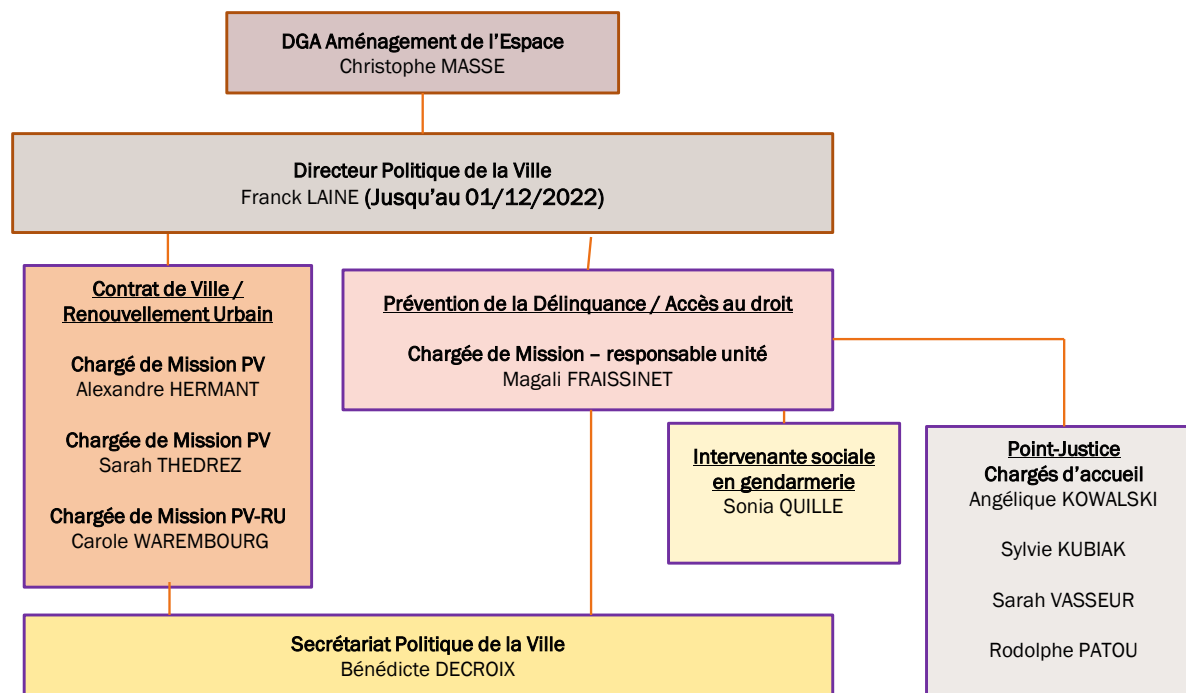 DGA Aménagement de l'Espace
Christophe MASSE
Directeur Politique de la Ville
Franck LAINE (Jusqu'au 01/12/2022)
Contrat de Ville /
Renouvellement Urbain
Chargé de Mission PV
Alexandre HERMANT
Chargée de Mission PV
Sarah THEDREZ
Chargée de Mission PV-RU
Carole WAREMBOURG
Prévention de la Délinquance / Accès au droit
Chargée de Mission – responsable unité
Magali FRAISSINET
Intervenante sociale
en gendarmerie
Sonia QUILLE
Point-Justice
Chargés d'accueil
Angélique KOWALSKI
Sylvie KUBIAK
Sarah VASSEUR
Rodolphe PATOU
Secrétariat Politique de la Ville
Bénédicte DECROIX